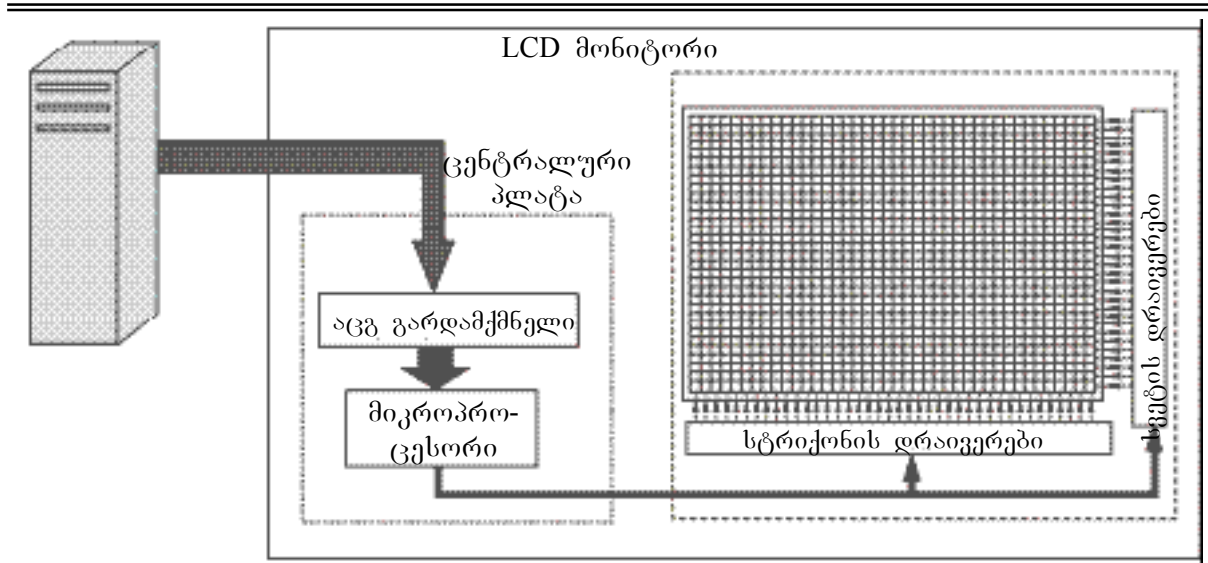 LCD მონიტორი
ცენტრალური
პლატა
აცგ გარდამქმნელი
მიკროპრო-
ცესორი
სტრიქონის დრაივერები
სვეტის დრაივერები